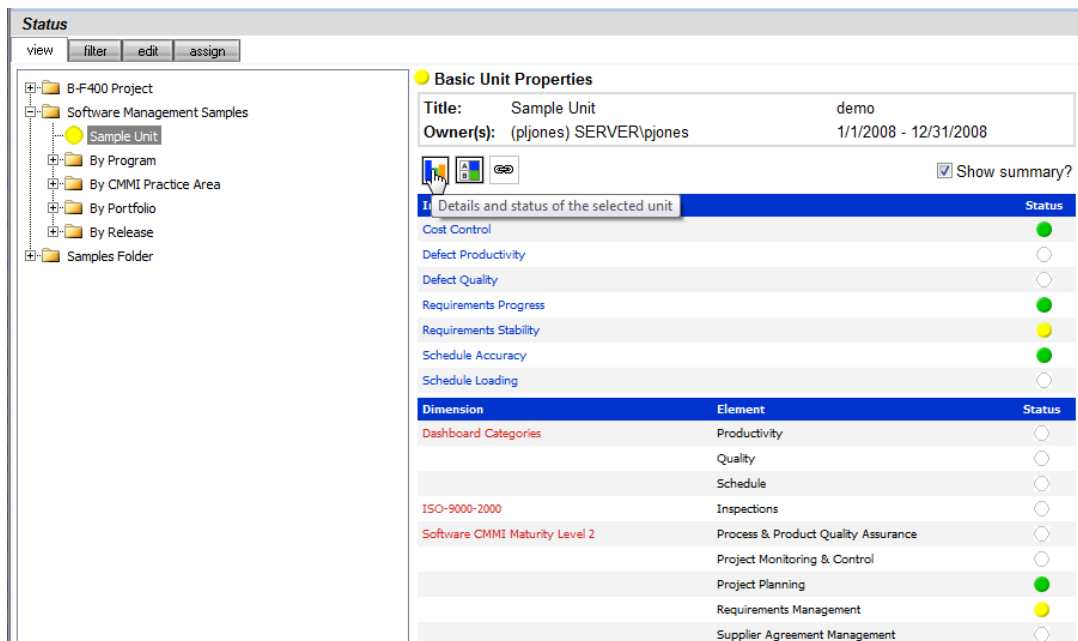 Status
view filter edit assign
B-F400 Project
Software Management Samples
Sample Unit
By Program
By CMMI Practice Area
By Portfolio
By Release
Samples Folder
Basic Unit Properties
Title: Sample Unit demo
Owner(s): (pljones) SERVER\pjones 1/1/2008 - 12/31/2008
A
B
Show summary?
Details and status of the selected unit
Status
Cost Control
Defect Productivity
Defect Quality
Requirements Progress
Requirements Stability
Schedule Accuracy
Schedule Loading
Dimension Element Status
Dashboard Categories Productivity
Quality
Schedule
ISO-9000-2000 Inspections
Software CMMI Maturity Level 2 Process & Product Quality Assurance
Project Monitoring & Control
Project Planning
Requirements Management
Supplier Agreement Management